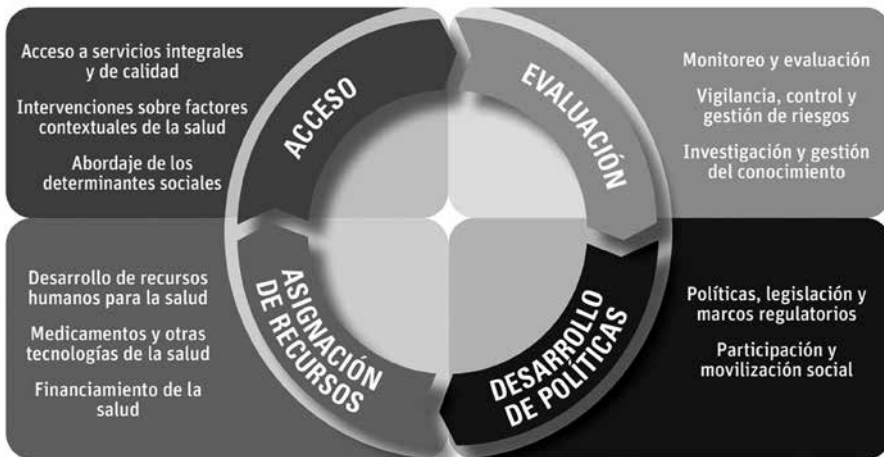 Acceso a servicios integrales
y de calidad
Intervenciones sobre factores
contextuales de la salud
Abordaje de los
determinantes sociales
ACCESO
EVALUACIÓN
Monitoreo y evaluación
Vigilancia, control y
gestión de riesgos
Investigación y gestión
del conocimiento
Desarrollo de recursos
humanos para la salud
Medicamentos y otras
tecnologías de la salud
Financiamiento de la
salud
ASIGNACIÓN
DE RECURSOS
DESARROLLO
DE POLÍTICAS
Políticas, legislación y
marcos regulatorios
Participación y
movilización social